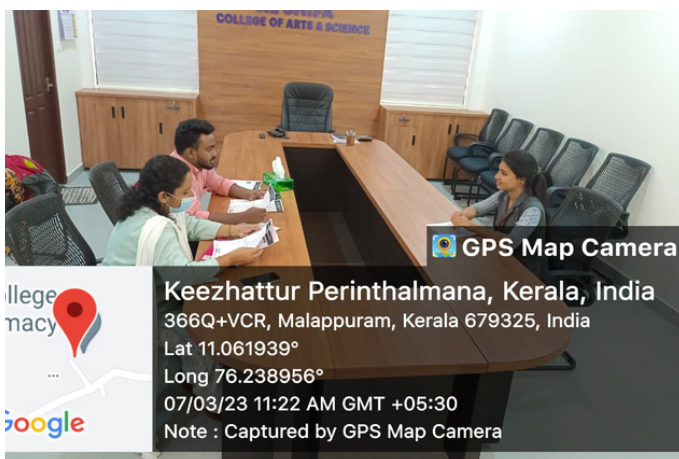 COLLEGE OF ARTS & SCIENCE
GPS Map Camera
Keezhattur Perinthalmana, Kerala, India
366Q+VCR, Malappuram, Kerala 679325, India
Lat 11.061939°
Long 76.238956°
07/03/23 11:22 AM GMT +05:30
Note : Captured by GPS Map Camera
Google